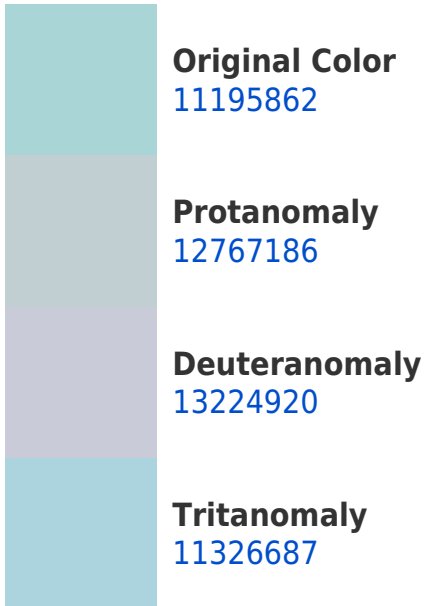 Original Color
11195862
Protanomaly
12767186
Deuteranomaly
13224920
Tritanomaly
11326687